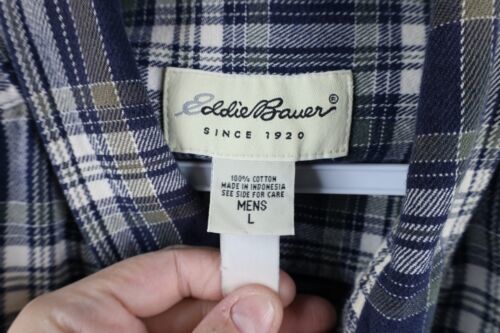 Eddie Bauer®
SINCE 1920
100% COTTON
MADE IN INDONESIA
SEE SIDE FOR CARE
MENS
L